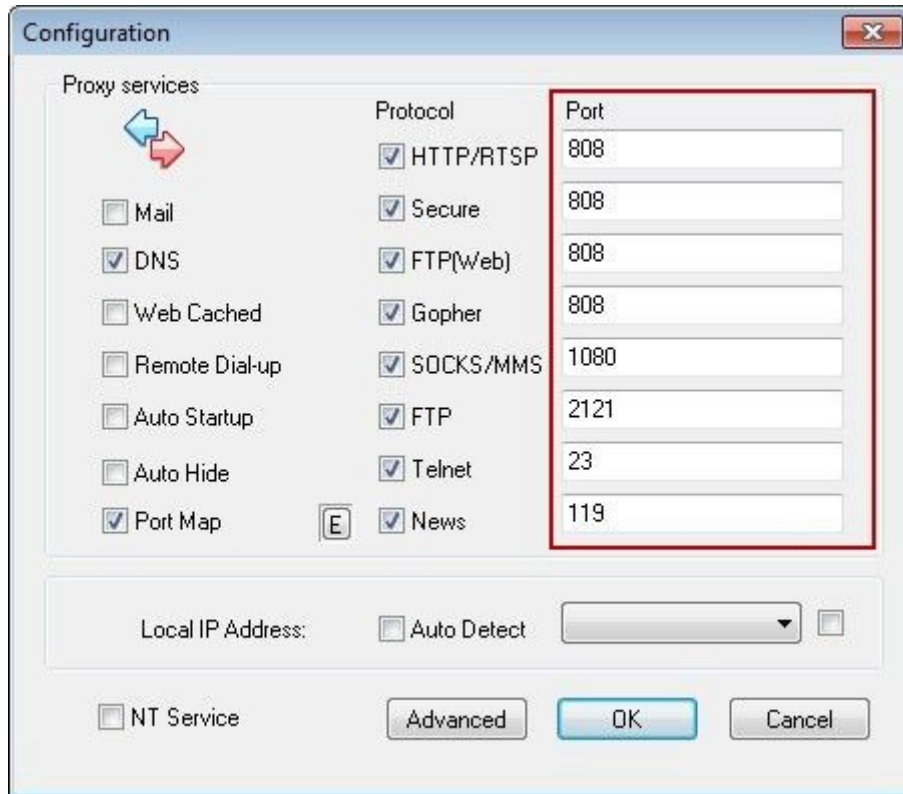 Configuration
Proxy services
Protocol Port
HTTP/RTSP 808
Mail Secure 808
DNS FTP(Web) 808
Web Cached Gopher 808
Remote Dial-up SOCKS/MMS 1080
Auto Startup FTP 2121
Auto Hide Telnet 23
Port Map E News 119
Local IP Address: Auto Detect
NT Service Advanced OK Cancel